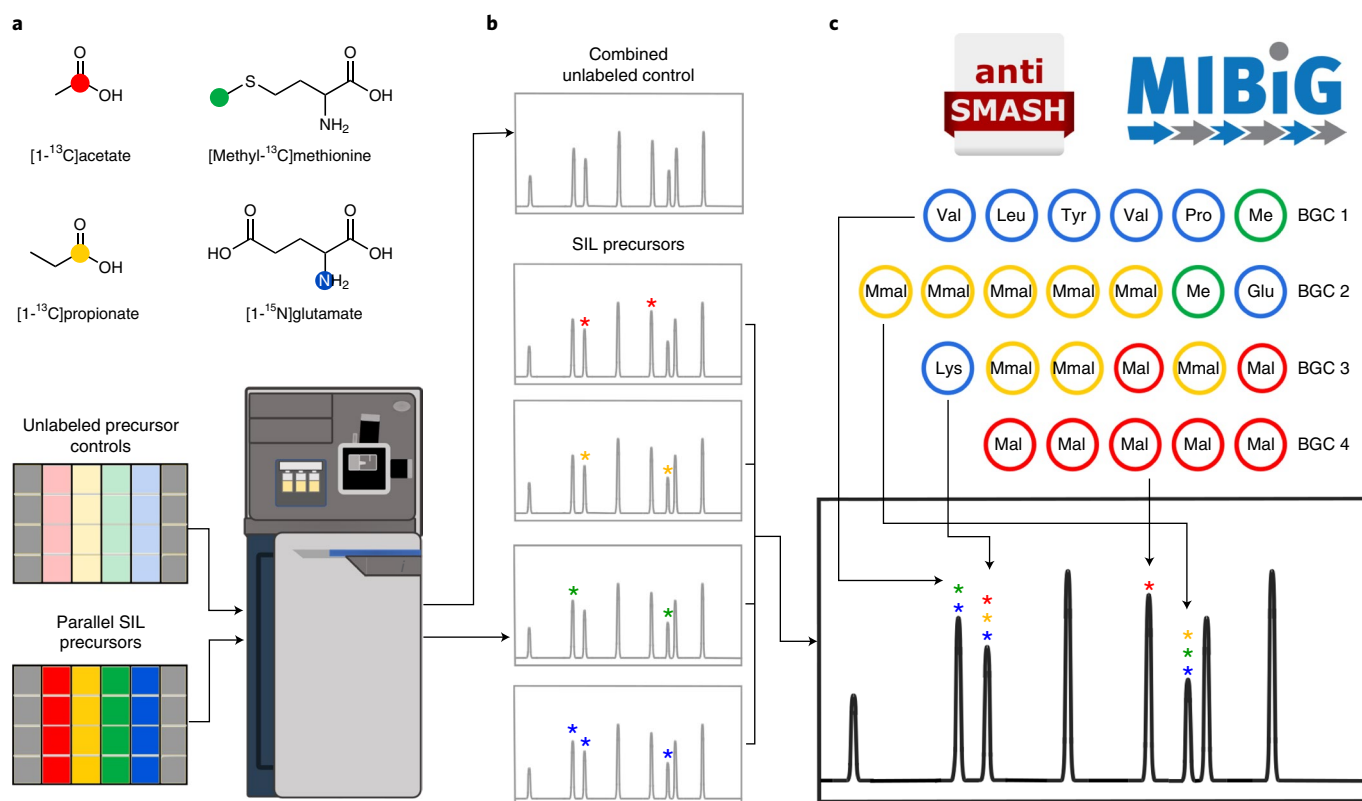 a
O
OH
[1-¹³C]acetate
S
O
OH
NH₂
[Methyl-¹³C]methionine
O
OH
[1-¹³C]propionate
O
HO
O
OH
NH₂
[1-¹⁵N]glutamate
Unlabeled precursor
controls
Parallel SIL
precursors
b
Combined
unlabeled control
SIL precursors
*
*
*
*
*
*
*
*
*
c
anti
SMASH
MIBiG
Val Leu Tyr Val Pro Me BGC 1
Mmal Mmal Mmal Mmal Mmal Me Glu BGC 2
Lys Mmal Mmal Mal Mmal Mal BGC 3
Mal Mal Mal Mal Mal BGC 4
*
*
*
*
*
*
*
*
*